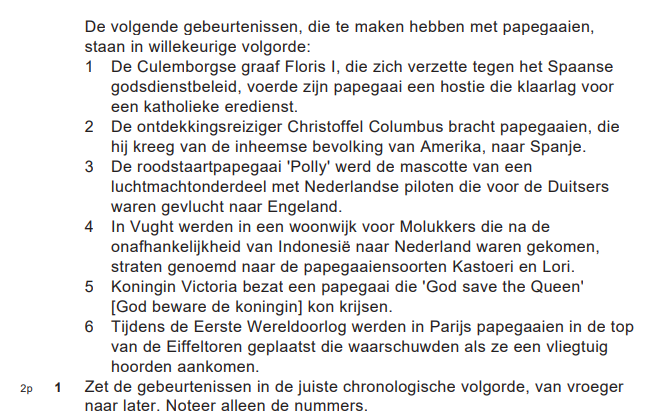 De volgende gebeurtenissen, die te maken hebben met papegaaien,
staan in willekeurige volgorde:
1 De Culemborgse graaf Floris I, die zich verzette tegen het Spaanse
godsdienstbeleid, voerde zijn papegaai een hostie die klaarlag voor
een katholieke eredienst.
2 De ontdekkingsreiziger Christoffel Columbus bracht papegaaien, die
hij kreeg van de inheemse bevolking van Amerika, naar Spanje.
3 De roodstaartpapegaai 'Polly' werd de mascotte van een
luchtmachtonderdeel met Nederlandse piloten die voor de Duitsers
waren gevlucht naar Engeland.
4 In Vught werden in een woonwijk voor Molukkers die na de
onafhankelijkheid van Indonesië naar Nederland waren gekomen,
straten genoemd naar de papegaaiensoorten Kastoeri en Lori.
5 Koningin Victoria bezat een papegaai die 'God save the Queen'
[God beware de koningin] kon krijsen.
6 Tijdens de Eerste Wereldoorlog werden in Parijs papegaaien in de top
van de Eiffeltoren geplaatst die waarschuwden als ze een vliegtuig
hoorden aankomen.
2p 1 Zet de gebeurtenissen in de juiste chronologische volgorde, van vroeger
naar later. Noteer alleen de nummers.